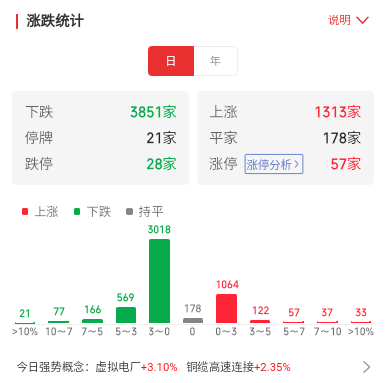 涨跌统计 说明
日 年
下跌 3851家 上涨 1313家
停牌 21家 平家 178家
跌停 28家 涨停 涨停分析 57家
上涨 下跌 持平
3018
1064
569
178
166 122
77 57 37
21 33
>10% 10～7 7～5 5～3 3～0 0 0～3 3～5 5～7 7～10 >10%
今日强势概念：虚拟电厂+3.10% 铜缆高速连接+2.35%